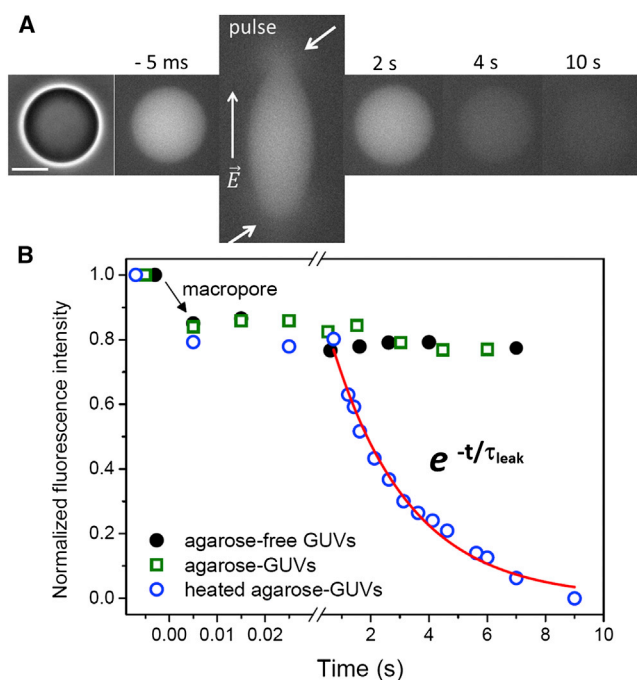 A
pulse
- 5 ms
2 s
4 s
10 s
E
B
Normalized fluorescence intensity
1.0
0.8
0.6
0.4
0.2
0.0
macropore
e -t/τleak
agarose-free GUVs
agarose-GUVs
heated agarose-GUVs
0.00 0.01 0.02 2 4 6 8 10
Time (s)